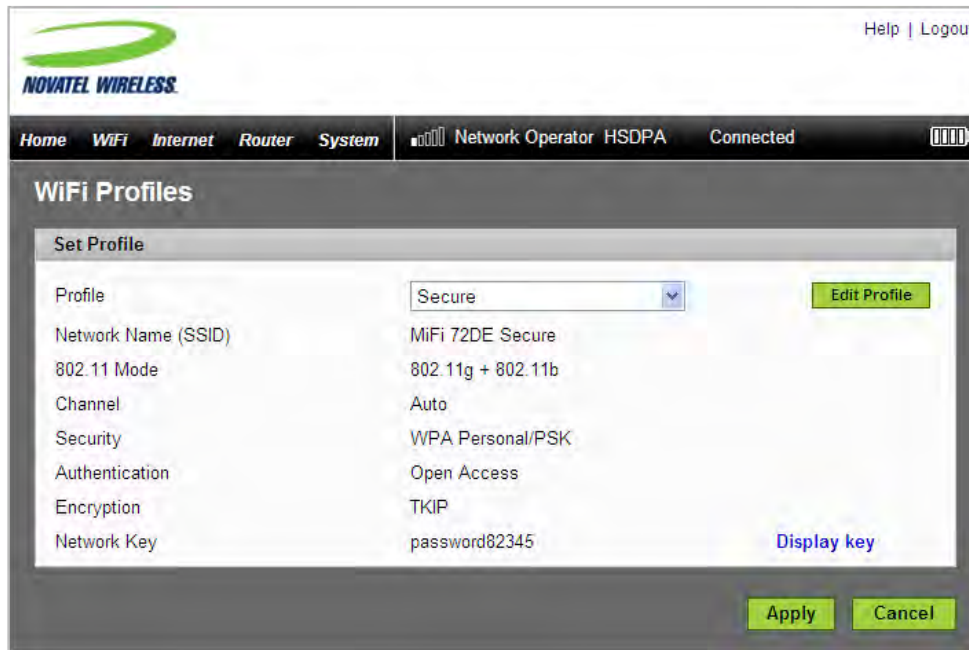 Help | Logou
NOVATEL WIRELESS.
Home WiFi Internet Router System Network Operator HSDPA Connected
WiFi Profiles
Set Profile
Profile Secure Edit Profile
Network Name (SSID) MiFi 72DE Secure
802.11 Mode 802.11g + 802.11b
Channel Auto
Security WPA Personal/PSK
Authentication Open Access
Encryption TKIP
Network Key password82345 Display key
Apply Cancel